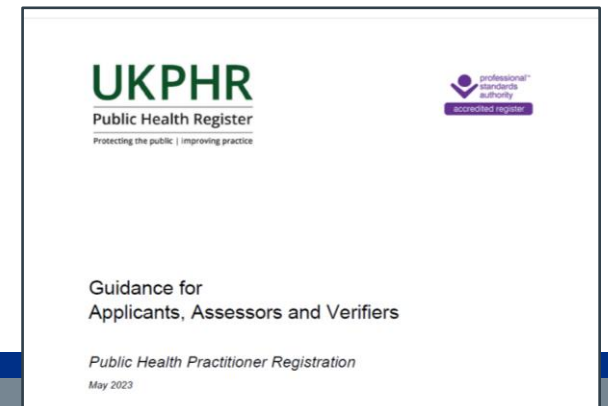 UKPHR
Public Health Register
Protecting the public | improving practice
professional
standards
authority
accredited register
Guidance for
Applicants, Assessors and Verifiers
Public Health Practitioner Registration
May 2023